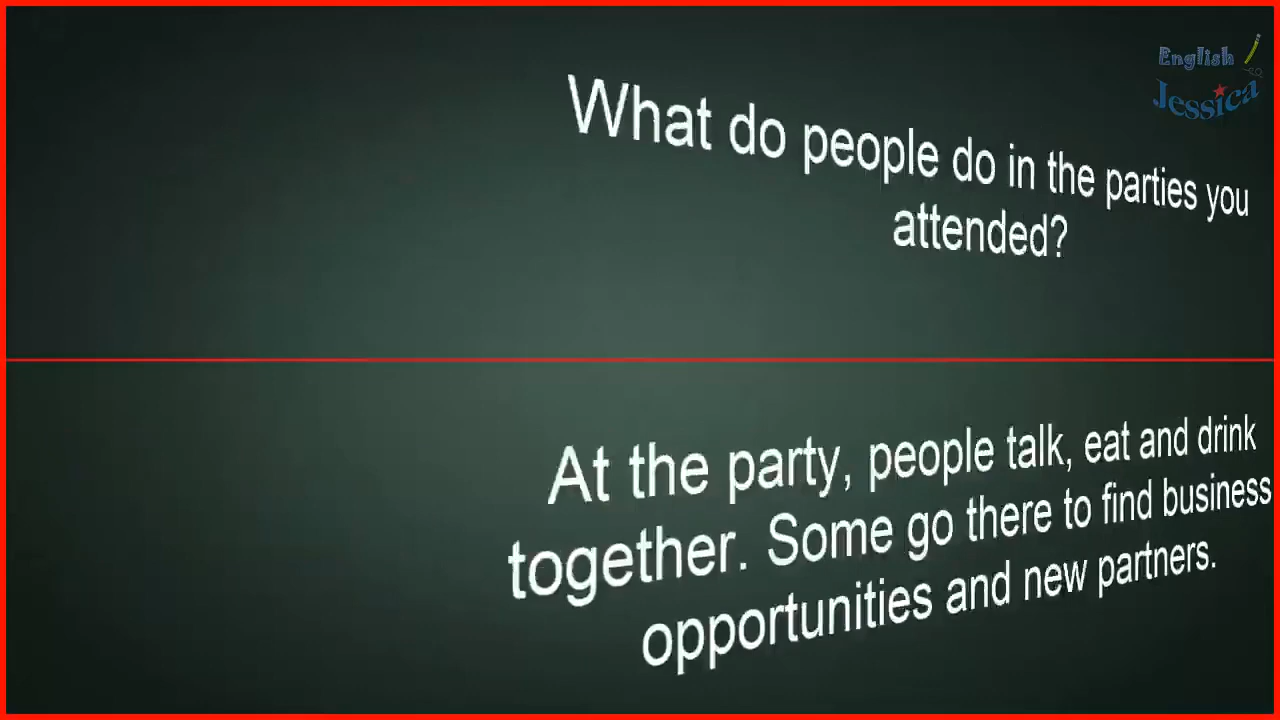 English
Jessica
What do people do in the parties you
attended?
At the party, people talk, eat and drink
together. Some go there to find business
opportunities and new partners.